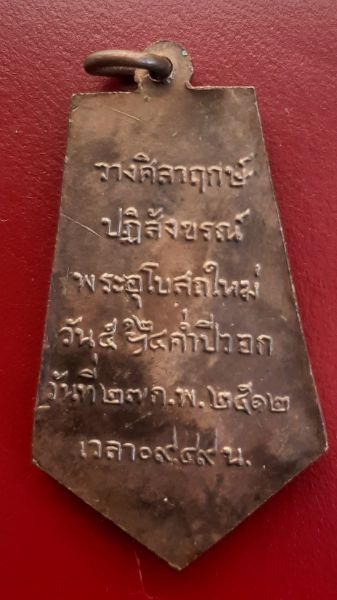 วางศิลาฤกษ์
ปฏิสังขรณ์
พระอุโบสถใหม่
วัน ๕ ๔ ค่ำปีวอก
วันที่ ๒๗ ก.พ. ๒๕๑๒
เวลา ๐๙๔๙ น.